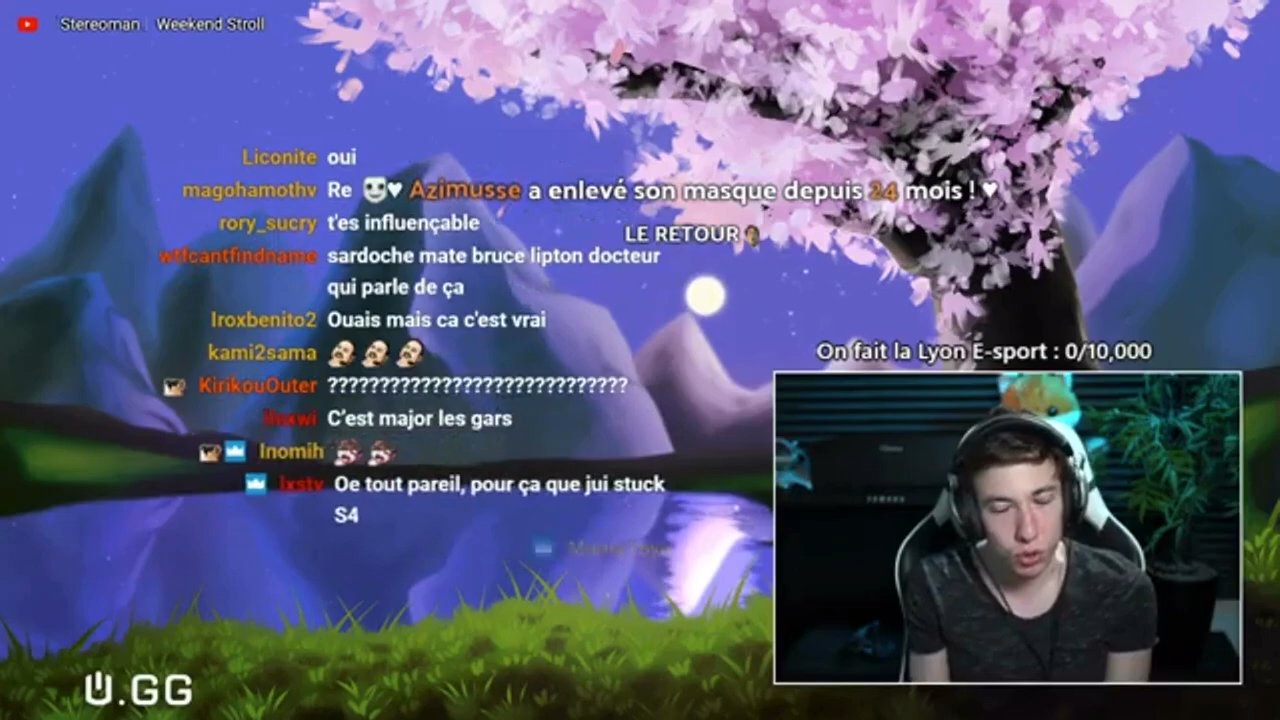 Stereoman Weekend Stroll
Liconite oui
magohamothv Re
Azimusse a enlevé son masque depuis 24 mois ! ♥
rory_sucry t'es influençable
LE RETOUR
wtfcantfindname sardoche mate bruce lipton docteur
qui parle de ça
Iroxbenito2 Ouais mais ca c'est vrai
kami2sama
On fait la Lyon E-sport : 0/10,000
KirikouOuter ?????????????????????????????
C'est major les gars
Inomih
lxstv Oe tout pareil, pour ça que jui stuck
S4
U.GG